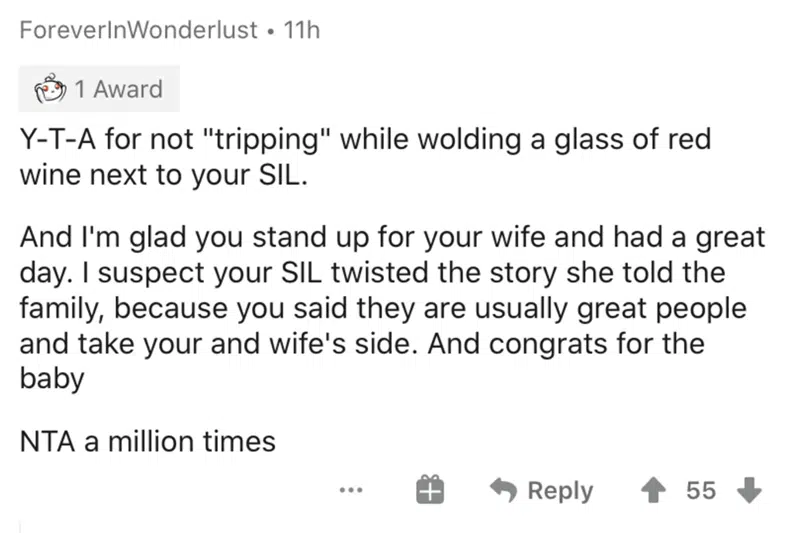 ForeverInWonderlust • 11h
1 Award
Y-T-A for not "tripping" while wolding a glass of red
wine next to your SIL.
And I'm glad you stand up for your wife and had a great
day. I suspect your SIL twisted the story she told the
family, because you said they are usually great people
and take your and wife's side. And congrats for the
baby
NTA a million times
... Reply 55